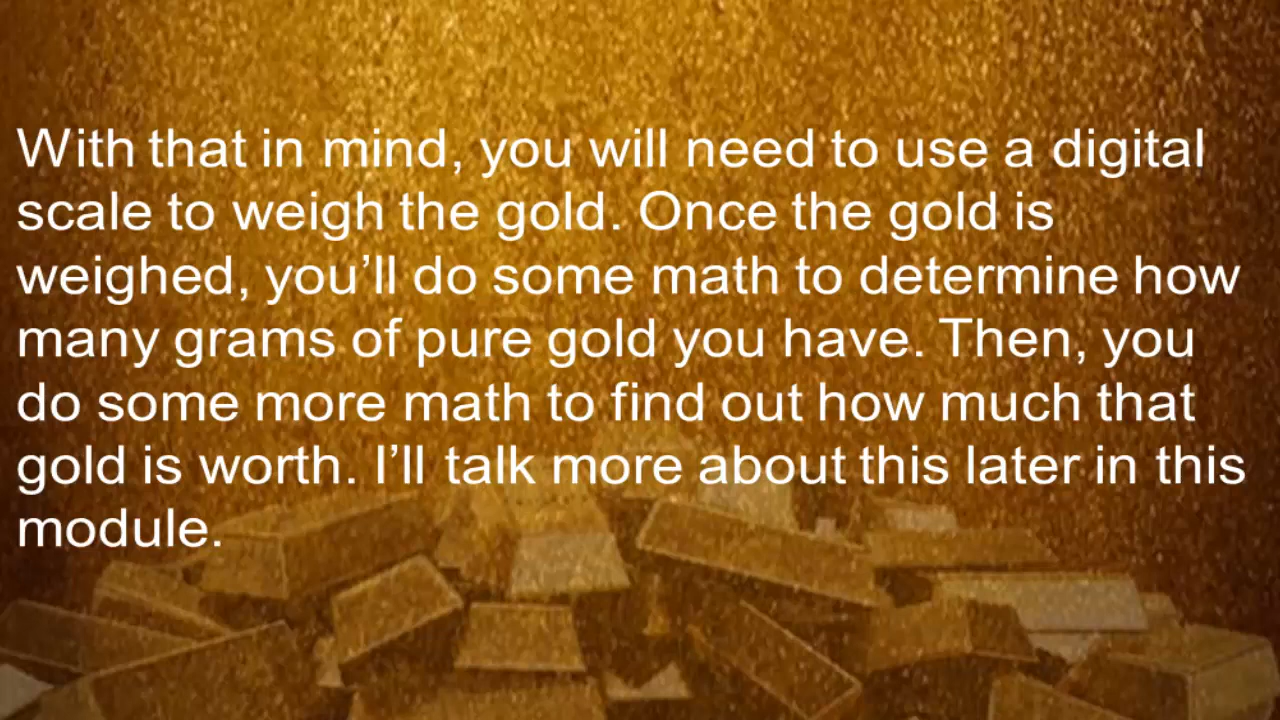 With that in mind, you will need to use a digital
scale to weigh the gold. Once the gold is
weighed, you’ll do some math to determine how
many grams of pure gold you have. Then, you
do some more math to find out how much that
gold is worth. I’ll talk more about this later in this
module.